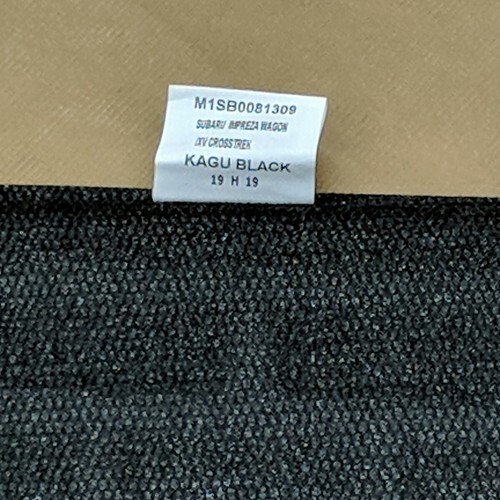 M1SB0081309
SUBARU IMPREZA WAGON
/XV CROSSTREK
KAGU BLACK
19 H 19